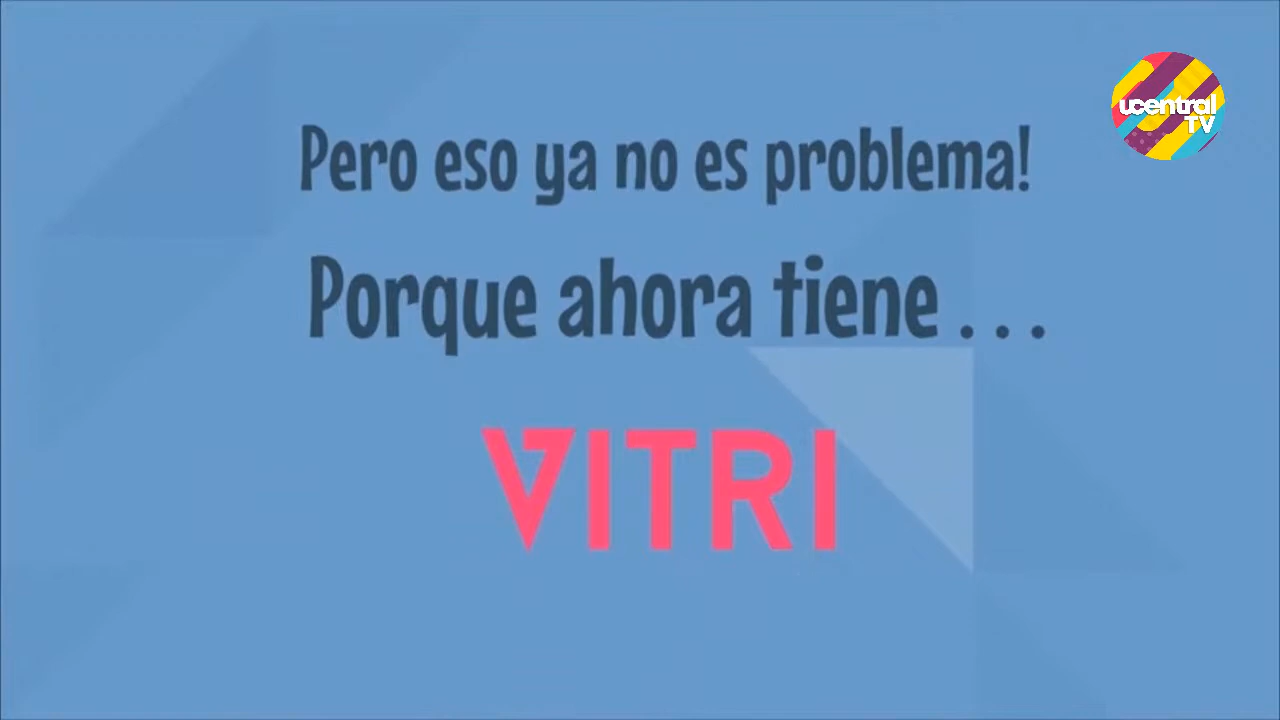 ucentral
TV
Pero eso ya no es problema!
Porque ahora tiene . . .
VITRI